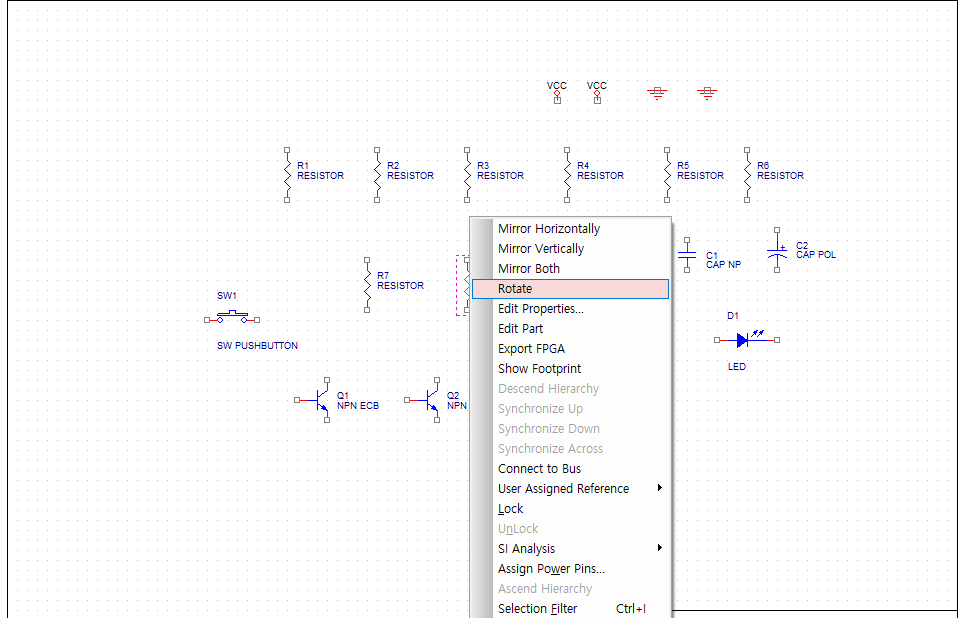 VCC VCC
R1
RESISTOR
R2
RESISTOR
R3
RESISTOR
R4
RESISTOR
R5
RESISTOR
R6
RESISTOR
Mirror Horizontally
Mirror Vertically
Mirror Both
Rotate
Edit Properties...
Edit Part
Export FPGA
Show Footprint
Descend Hierarchy
Synchronize Up
Synchronize Down
Synchronize Across
Connect to Bus
User Assigned Reference
Lock
UnLock
SI Analysis
Assign Power Pins...
Ascend Hierarchy
Selection Filter Ctrl+I
C1
CAP NP
C2
CAP POL
R7
RESISTOR
SW1
SW PUSHBUTTON
D1
LED
Q1
NPN ECB
Q2
NPN